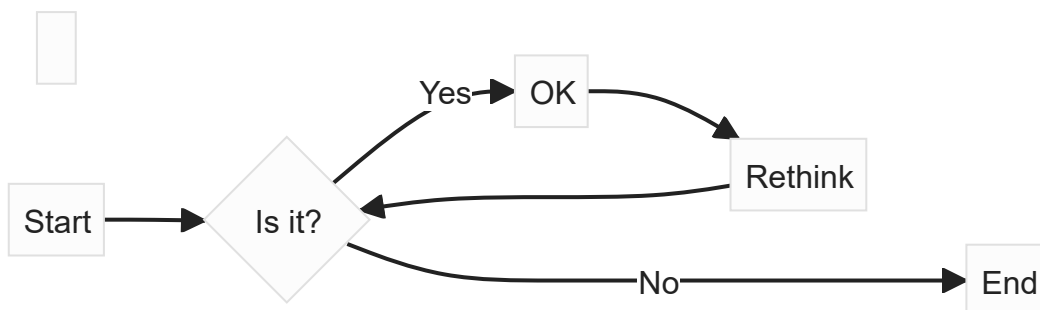 Start
Is it?
Yes
OK
Rethink
No
End